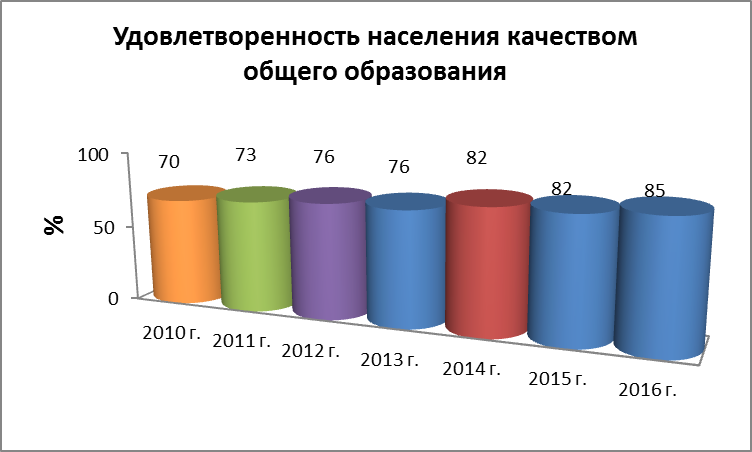 Удовлетворенность населения качеством
общего образования
%
100
50
0
70
73
76
76
82
82
85
2010 г.
2011 г.
2012 г.
2013 г.
2014 г.
2015 г.
2016 г.